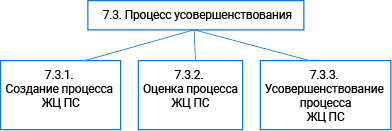 7.3. Процесс усовершенствования
7.3.1.
Создание процесса
ЖЦ ПС
7.3.2.
Оценка процесса
ЖЦ ПС
7.3.3.
Усовершенствование
процесса
ЖЦ ПС